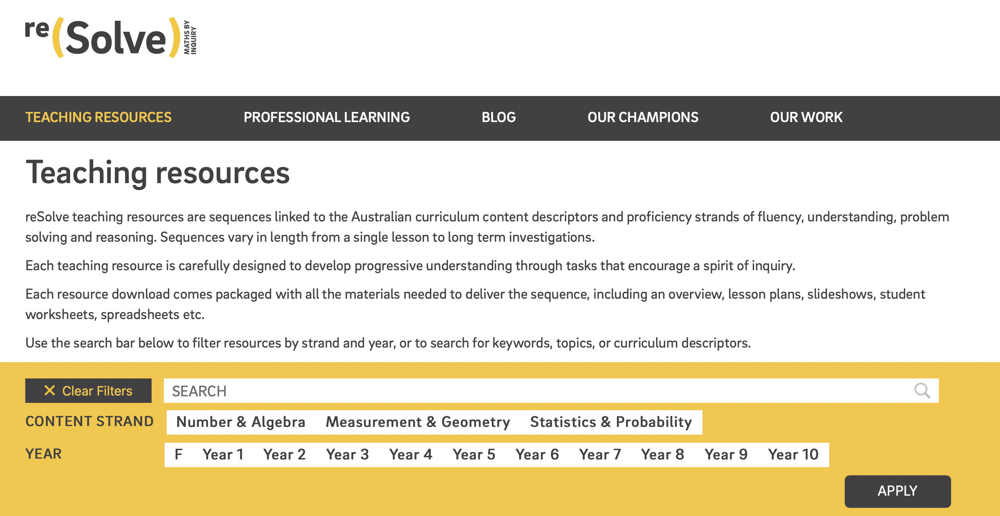 re(Solve) MATHS BY INQUIRY
TEACHING RESOURCES PROFESSIONAL LEARNING BLOG OUR CHAMPIONS OUR WORK
Teaching resources
reSolve teaching resources are sequences linked to the Australian curriculum content descriptors and proficiency strands of fluency, understanding, problem
solving and reasoning. Sequences vary in length from a single lesson to long term investigations.
Each teaching resource is carefully designed to develop progressive understanding through tasks that encourage a spirit of inquiry.
Each resource download comes packaged with all the materials needed to deliver the sequence, including an overview, lesson plans, slideshows, student
worksheets, spreadsheets etc.
Use the search bar below to filter resources by strand and year, or to search for keywords, topics, or curriculum descriptors.
Clear Filters SEARCH
CONTENT STRAND Number & Algebra Measurement & Geometry Statistics & Probability
YEAR F Year 1 Year 2 Year 3 Year 4 Year 5 Year 6 Year 7 Year 8 Year 9 Year 10
APPLY